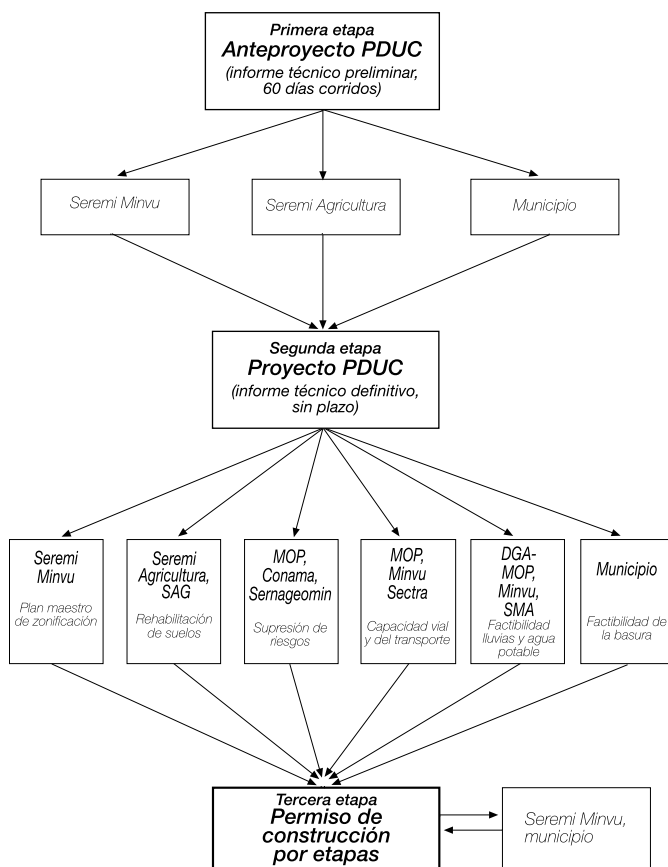 Primera etapa
Anteproyecto PDUC
(informe técnico preliminar,
60 días corridos)
Seremi Minvu
Seremi Agricultura
Municipio
Segunda etapa
Proyecto PDUC
(informe técnico definitivo,
sin plazo)
Seremi
Minvu
Plan maestro
de zonificación
Seremi
Agricultura,
SAG
Rehabilitación
de suelos
MOP,
Conama,
Sernageomin
Supresión de
riesgos
MOP,
Minvu
Sectra
Capacidad vial
y del transporte
DGA-
MOP,
Minvu,
SMA
Factibilidad
lluvias y agua
potable
Municipio
Factibilidad de
la basura
Tercera etapa
Permiso de
construcción
por etapas
Seremi Minvu,
municipio